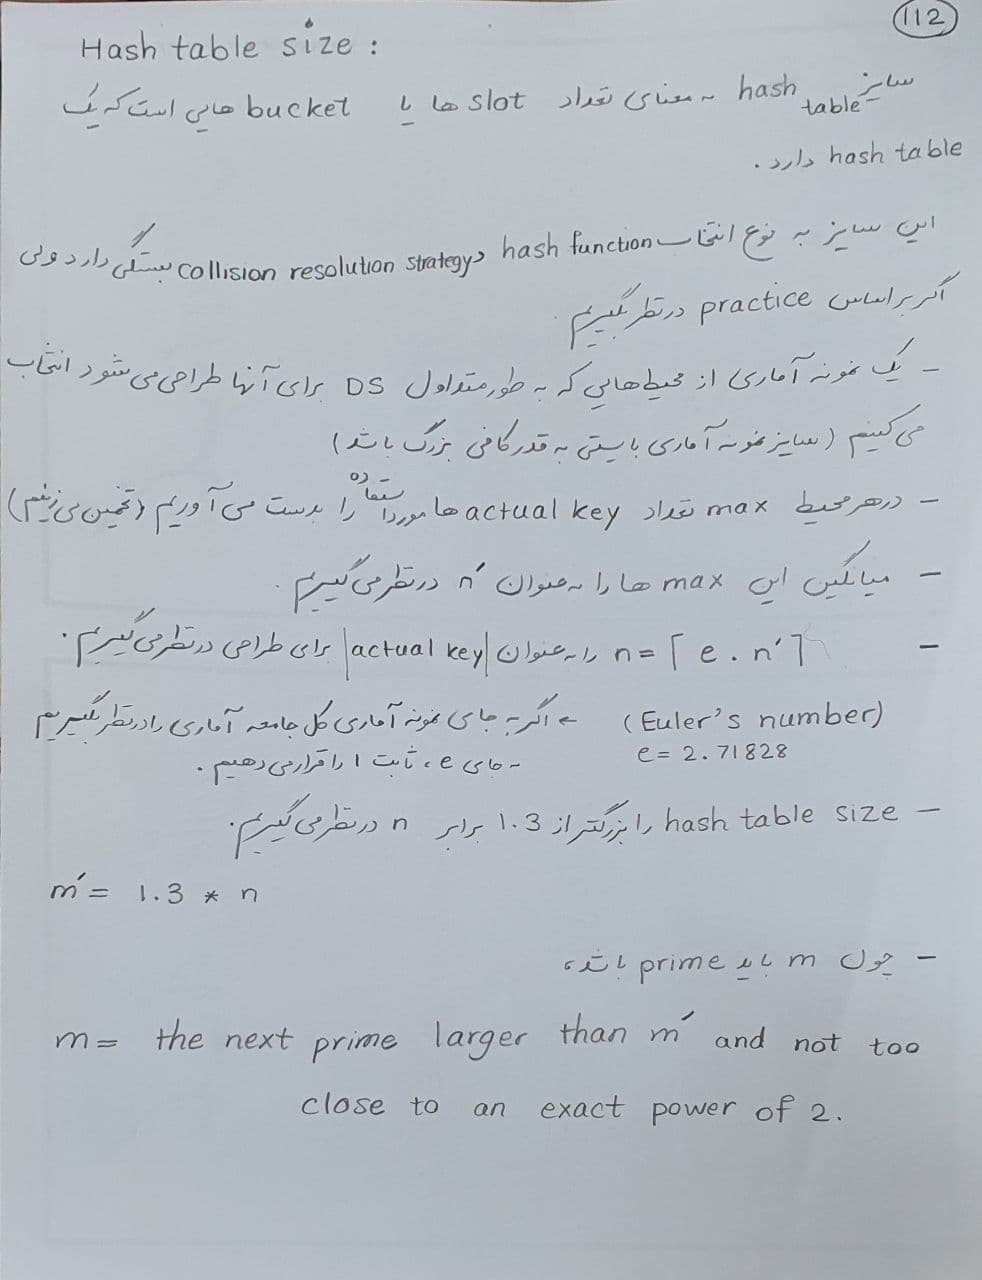 112
Hash table size :
سایز hash table به معنای تعداد slot ها یا bucket هایی است که یک
hash table دارد.
این سایز به نوع انتخاب hash function و collision resolution strategy بستگی دارد ولی
اگر بر اساس practice در نظر بگیریم
- یک نمونه آماری از محیط هایی که به طور متداول DS برای آنها طراحی می شود انتخاب
می کنیم (سایز نمونه آماری بایستی به قدر کافی بزرگ باشد)
- در هر محیط max تعداد actual key ها مورد استفاده را بدست می آوریم (تخمین می زنیم)
- میانگین این max ها را به عنوان n′ در نظر می گیریم.
- n = ⌈e . n′⌉ را به عنوان |actual key| برای طراحی در نظر می گیریم.
(Euler's number) ← اگر به جای نمونه آماری کل جامعه آماری را در نظر بگیریم
e = 2.71828 به جای e، ثابت 1 را قرار می دهیم.
- hash table size را بزرگتر از 1.3 برابر n در نظر می گیریم.
m′ = 1.3 * n
- چون m باید prime باشد،
m = the next prime larger than m′ and not too
close to an exact power of 2.